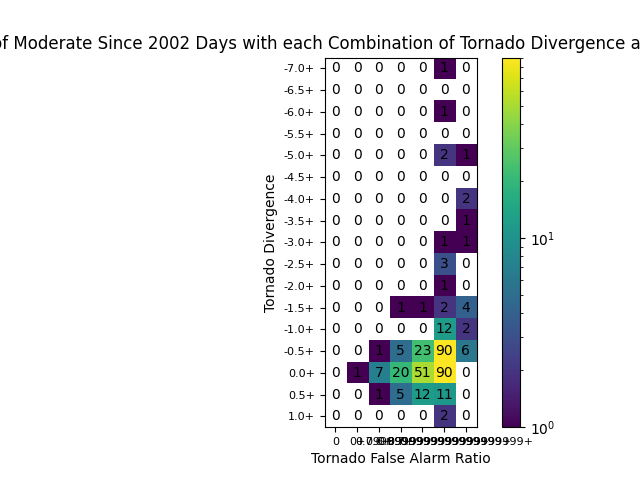 of Moderate Since 2002 Days with each Combination of Tornado Divergence a
-7.0+ 0 0 0 0 0 1 0
-6.5+ 0 0 0 0 0 0 0
-6.0+ 0 0 0 0 0 1 0
-5.5+ 0 0 0 0 0 0 0
-5.0+ 0 0 0 0 0 2 1
-4.5+ 0 0 0 0 0 0 0
-4.0+ 0 0 0 0 0 0 2
-3.5+ 0 0 0 0 0 0 1
-3.0+ 0 0 0 0 0 1 1
-2.5+ 0 0 0 0 0 3 0
-2.0+ 0 0 0 0 0 1 0
-1.5+ 0 0 0 1 1 2 4
-1.0+ 0 0 0 0 0 12 2
-0.5+ 0 0 1 5 23 90 6
0.0+ 0 1 7 20 51 90 0
0.5+ 0 0 1 5 12 11 0
1.0+ 0 0 0 0 0 2 0
0
Tornado False Alarm Ratio
Tornado Divergence
10¹
10⁰